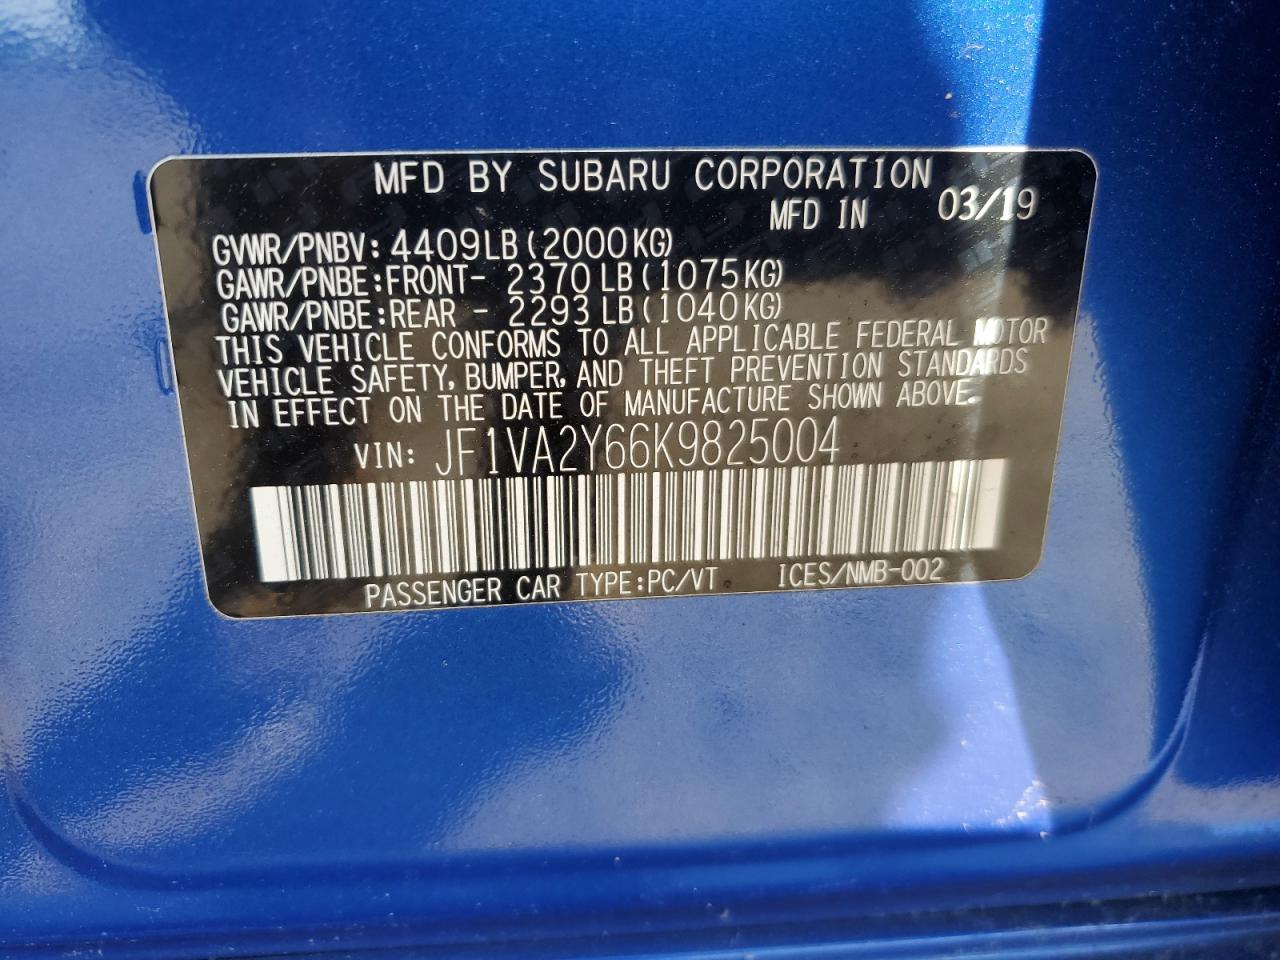 MFD BY SUBARU CORPORATION
MFD IN 03/19
GVWR/PNBV: 4409LB(2000KG)
GAWR/PNBE:FRONT- 2370LB(1075KG)
GAWR/PNBE:REAR - 2293LB(1040KG)
THIS VEHICLE CONFORMS TO ALL APPLICABLE FEDERAL MOTOR
VEHICLE SAFETY, BUMPER, AND THEFT PREVENTION STANDARDS
IN EFFECT ON THE DATE OF MANUFACTURE SHOWN ABOVE.
VIN: JF1VA2Y66K9825004
PASSENGER CAR TYPE:PC/VT ICES/NMB-002